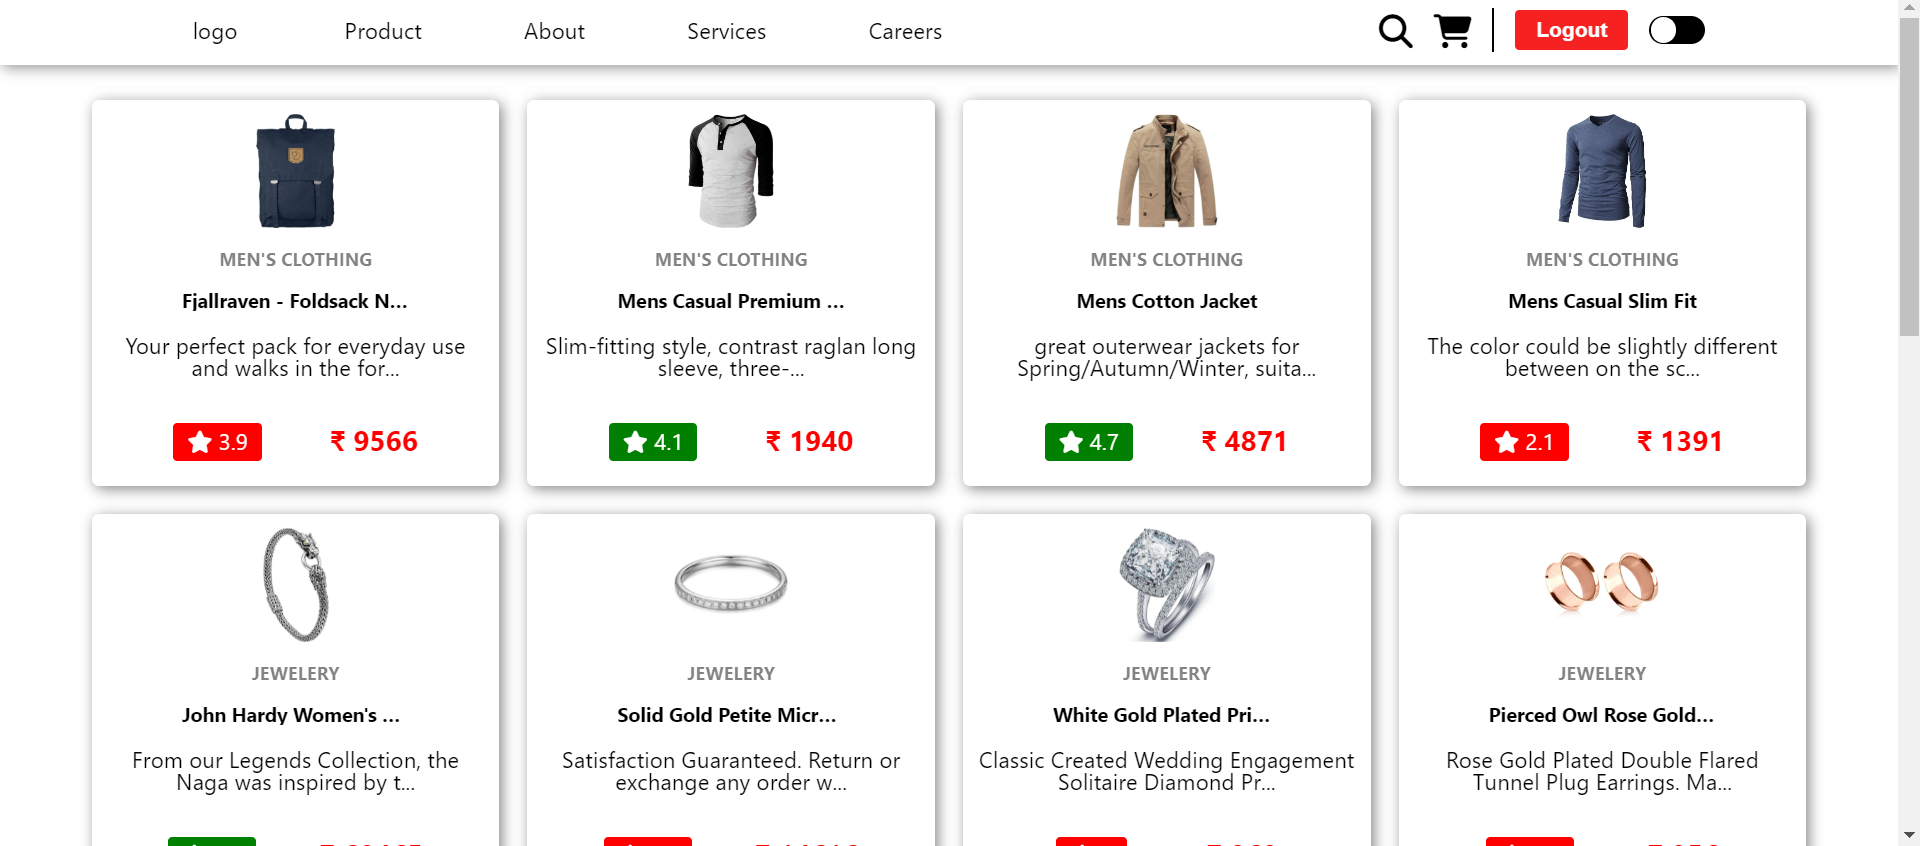 logo Product About Services Careers Logout
MEN'S CLOTHING MEN'S CLOTHING MEN'S CLOTHING MEN'S CLOTHING
Fjallraven - Foldsack N... Mens Casual Premium ... Mens Cotton Jacket Mens Casual Slim Fit
Your perfect pack for everyday use Slim-fitting style, contrast raglan long great outerwear jackets for The color could be slightly different
and walks in the for... sleeve, three-... Spring/Autumn/Winter, suita... between on the sc...
3.9 ₹ 9566 4.1 ₹ 1940 4.7 ₹ 4871 2.1 ₹ 1391
JEWELERY JEWELERY JEWELERY JEWELERY
John Hardy Women's ... Solid Gold Petite Micr... White Gold Plated Pri... Pierced Owl Rose Gold...
From our Legends Collection, the Satisfaction Guaranteed. Return or Classic Created Wedding Engagement Rose Gold Plated Double Flared
Naga was inspired by t... exchange any order w... Solitaire Diamond Pr... Tunnel Plug Earrings. Ma...